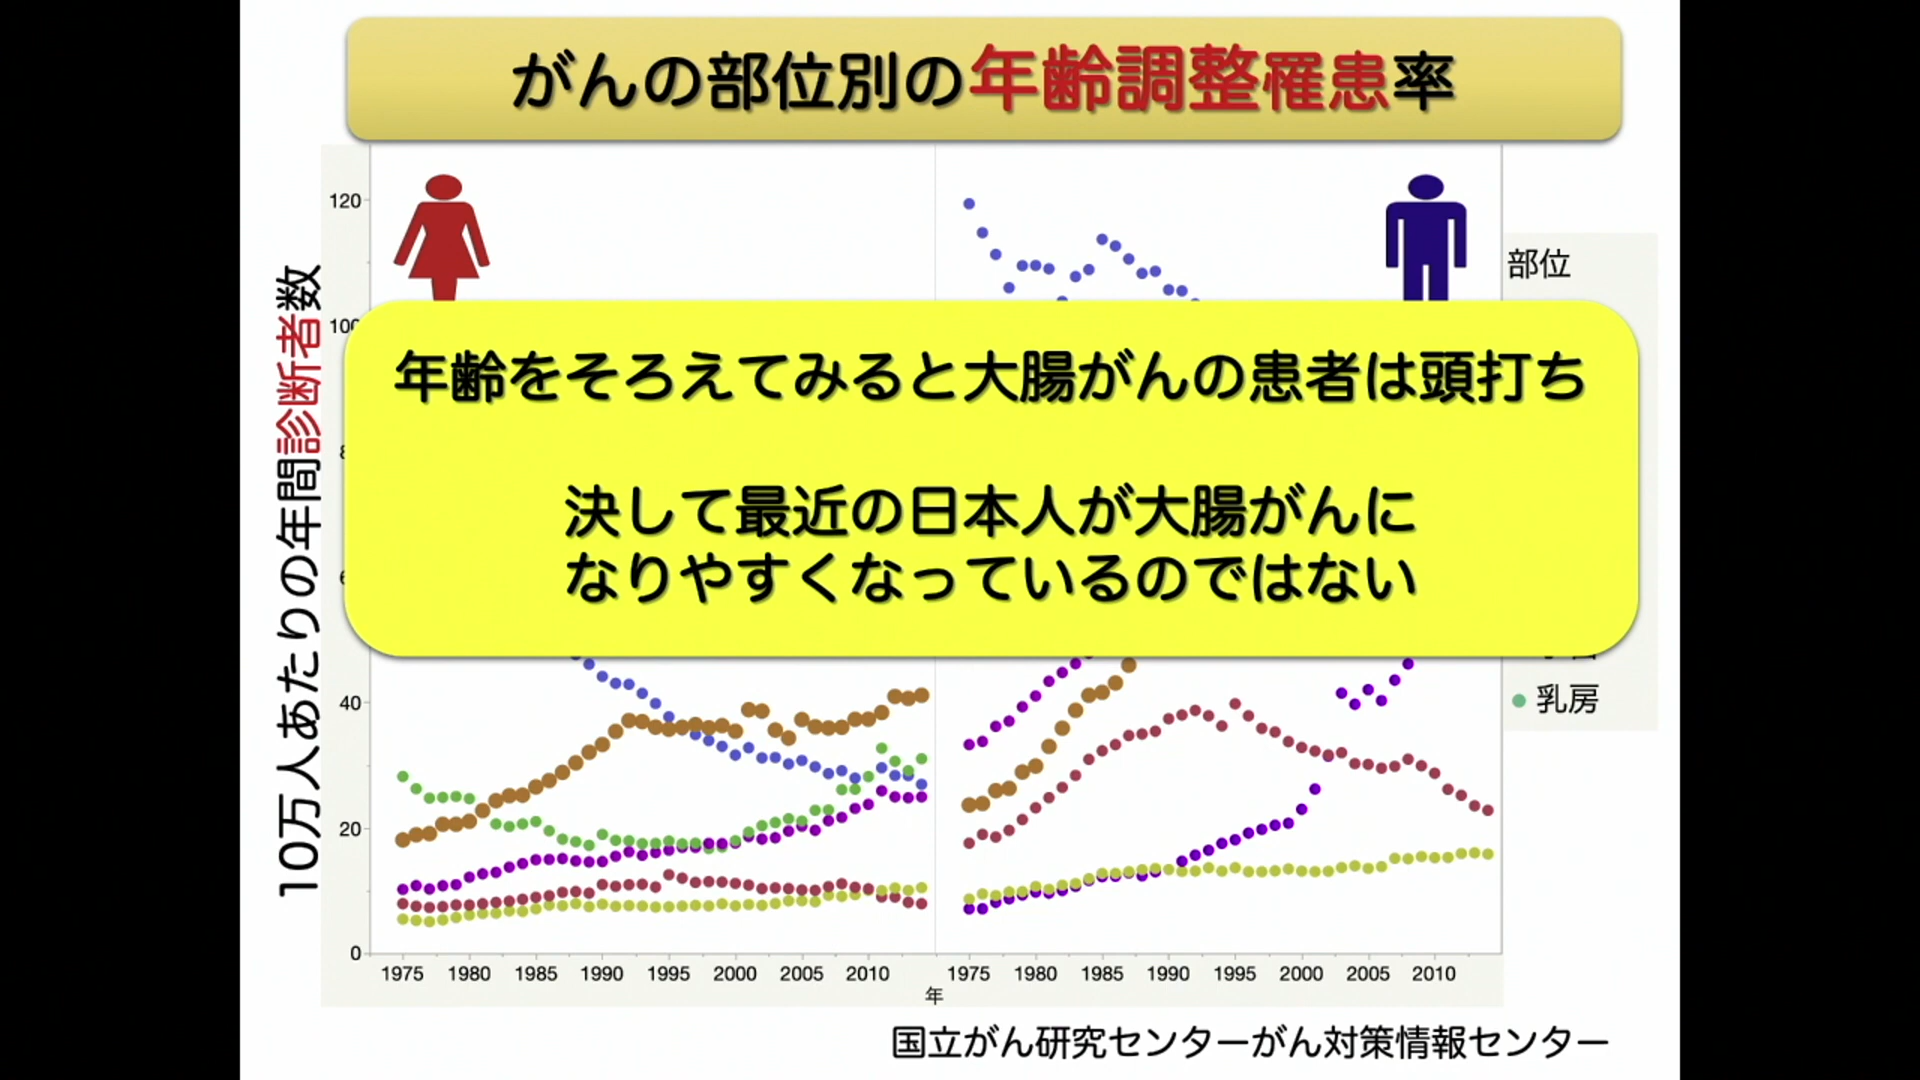 がんの部位別の年齢調整罹患率
10万人あたりの年間診断者数
120
100
40
20
0
年齢をそろえてみると大腸がんの患者は頭打ち
決して最近の日本人が大腸がんに
なりやすくなっているのではない
部位
乳房
1975 1980 1985 1990 1995 2000 2005 2010 1975 1980 1985 1990 1995 2000 2005 2010
年
国立がん研究センターがん対策情報センター